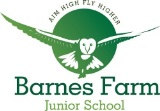 AIM HIGH FLY HIGHER
Barnes Farm
Junior School